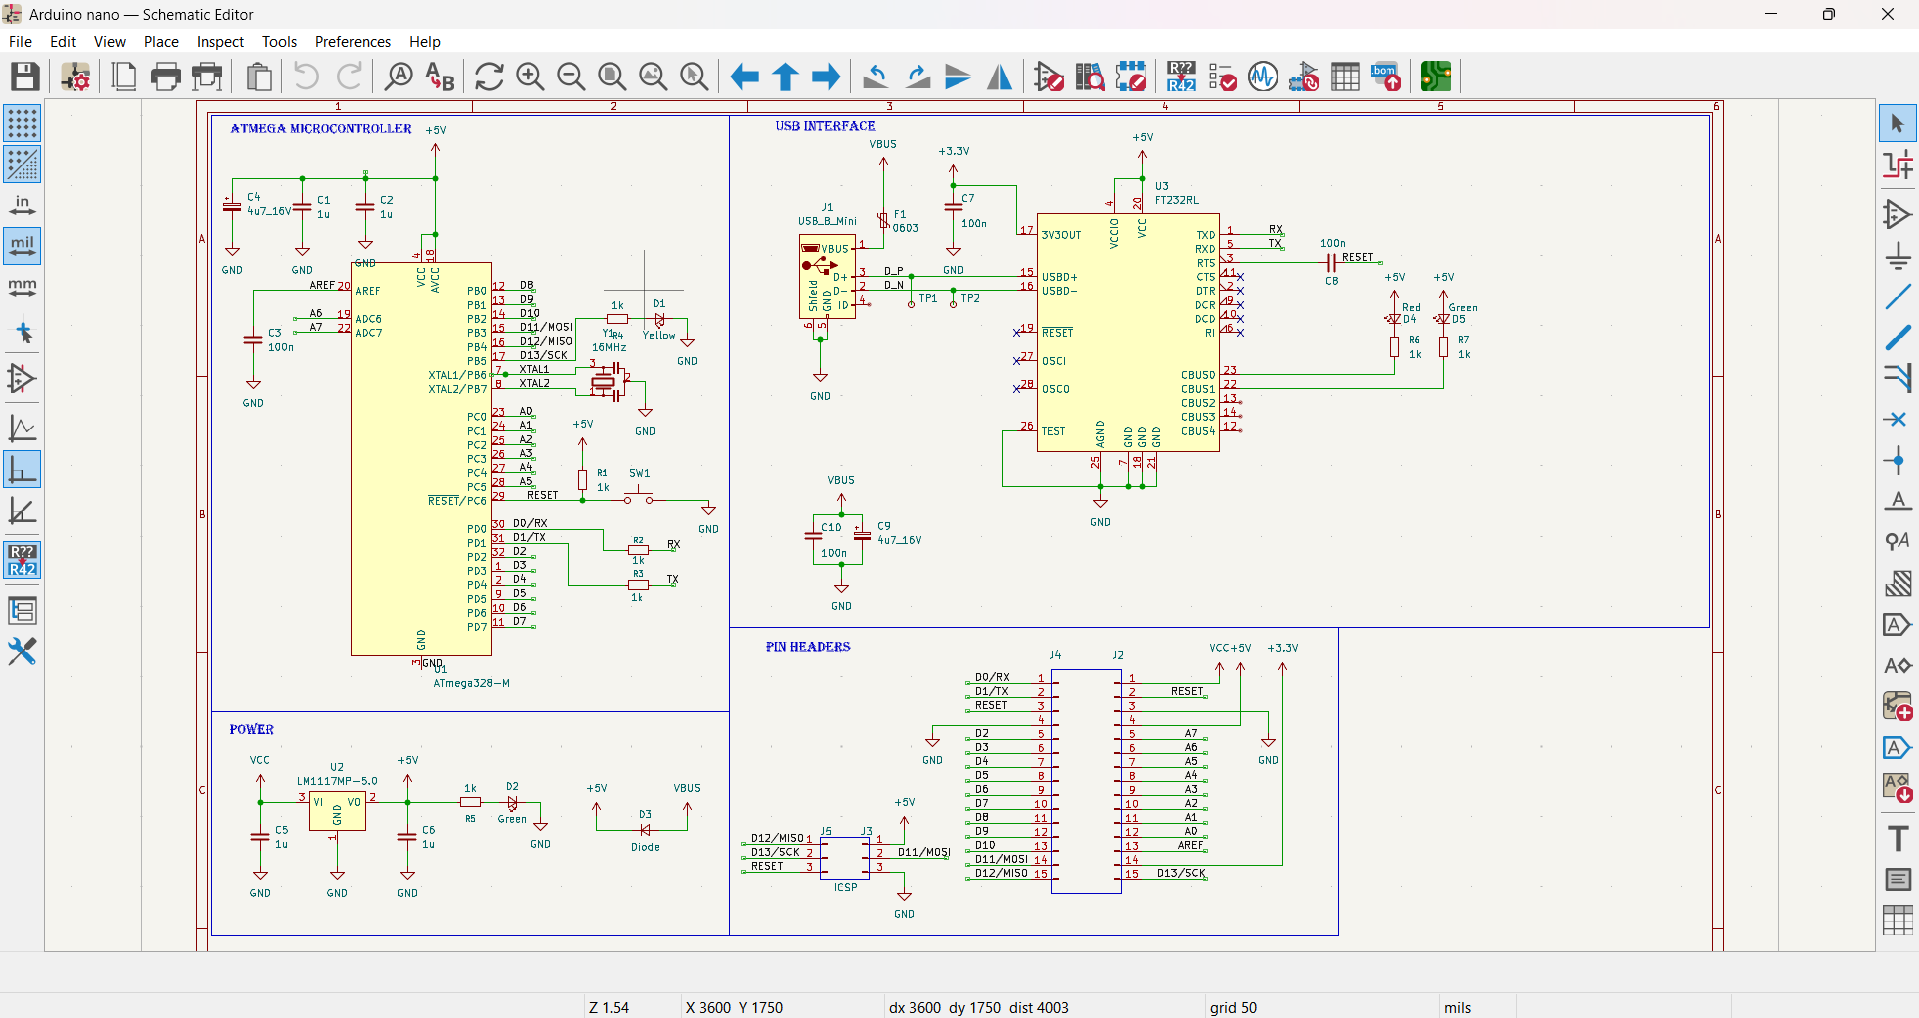 Arduino nano — Schematic Editor
File Edit View Place Inspect Tools Preferences Help
1 2 3 4 5 6
A B C
in
mil
mm
R??
R42
.bom
ATMEGA MICROCONTROLLER
+5V
C4
4u7_16V
C1
1u
C2
1u
GND GND GND
4 18
VCC AVCC
AREF 20 AREF
A6 19 ADC6
A7 22 ADC7
C3
100n
GND
PB0 12 D8
PB1 13 D9
PB2 14 D10
PB3 15 D11/MOSI
PB4 16 D12/MISO
PB5 17 D13/SCK
XTAL1/PB6 7 XTAL1
XTAL2/PB7 8 XTAL2
PC0 23 A0
PC1 24 A1
PC2 25 A2
PC3 26 A3
PC4 27 A4
PC5 28 A5
RESET/PC6 29 RESET
PD0 30 D0/RX
PD1 31 D1/TX
PD2 32 D2
PD3 1 D3
PD4 2 D4
PD5 9 D5
PD6 10 D6
PD7 11 D7
GND
3 GND
U1
ATmega328-M
1k
R4
D1
Yellow
GND
Y1
16MHz
3 2 1
GND
+5V
R1
1k
SW1
GND
R2
1k
RX
R3
1k
TX
USB INTERFACE
VBUS
J1
USB_B_Mini
F1
0603
VBUS 1
D+ 3 D_P
D- 2 D_N
ID 4
Shield GND
6 5
GND
TP1 TP2
+3.3V
C7
100n
GND
+5V
U3
FT232RL
4 20
VCCIO VCC
17 3V3OUT
15 USBD+
16 USBD-
19 RESET
27 OSCI
28 OSCO
26 TEST
TXD 1 RX
RXD 5 TX
RTS 3
CTS 11
DTR 2
DCR 9
DCD 10
RI 6
CBUS0 23
CBUS1 22
CBUS2 13
CBUS3 14
CBUS4 12
AGND GND GND GND
25 7 18 21
GND
100n
C8
RESET
+5V +5V
Red
D4
Green
D5
R6
1k
R7
1k
VBUS
C10
100n
C9
4u7_16V
GND
POWER
VCC
U2
LM1117MP-5.0
3 VI VO 2
GND
1
+5V
C5
1u
C6
1u
GND GND GND
1k
R5
D2
Green
GND
+5V
D3
Diode
VBUS
PIN HEADERS
J4 J2
VCC +5V +3.3V
D0/RX 1 1
D1/TX 2 2 RESET
RESET 3 3
4 4
D2 5 5 A7
D3 6 6 A6
D4 7 7 A5
D5 8 8 A4
D6 9 9 A3
D7 10 10 A2
D8 11 11 A1
D9 12 12 A0
D10 13 13 AREF
D11/MOSI 14 14
D12/MISO 15 15 D13/SCK
GND GND
+5V
J5 J3
D12/MISO 1 1
D13/SCK 2 2 D11/MOSI
RESET 3 3
ICSP
GND
Z 1.54 X 3600 Y 1750 dx 3600 dy 1750 dist 4003 grid 50 mils